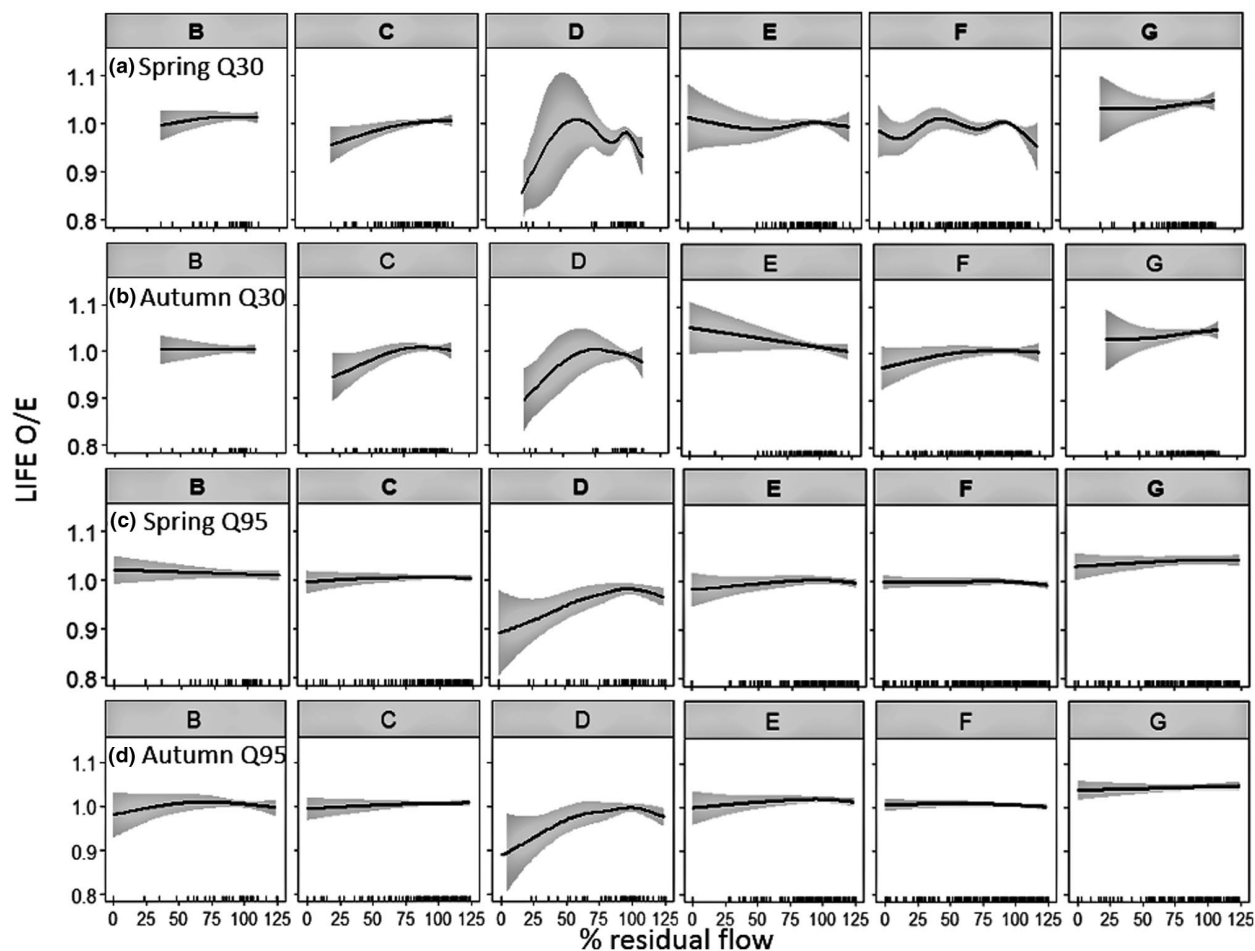 B C D E F G
(a) Spring Q30
1.1
1.0
0.9
0.8
B C D E F G
(b) Autumn Q30
1.1
1.0
0.9
0.8
LIFE O/E
B C D E F G
(c) Spring Q95
1.1
1.0
0.9
0.8
B C D E F G
(d) Autumn Q95
1.1
1.0
0.9
0.8
0 25 50 75 100 125 0 25 50 75 100 125 0 25 50 75 100 125 0 25 50 75 100 125 0 25 50 75 100 125 0 25 50 75 100 125
% residual flow